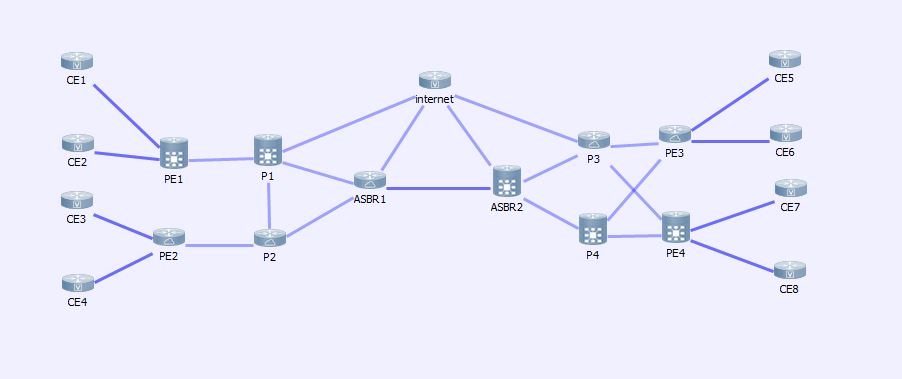 CE1
CE2
CE3
CE4
PE1
PE2
P1
P2
ASBR1
internet
ASBR2
P3
P4
PE3
PE4
CE5
CE6
CE7
CE8